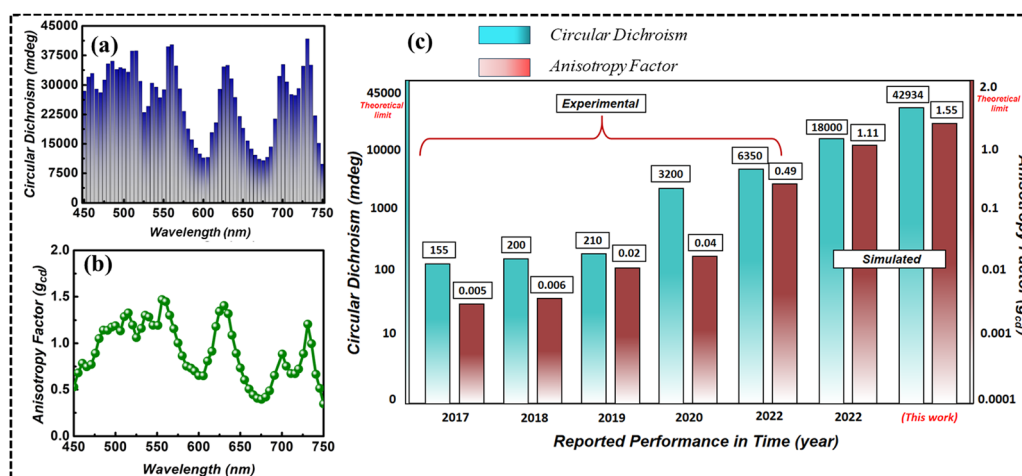 (a)
Circular Dichroism (mdeg)
45000
37500
30000
22500
15000
7500
0
450 500 550 600 650 700 750
Wavelength (nm)
(b)
Anisotropy Factor (gcd)
2.0
1.5
1.0
0.5
0.0
450 500 550 600 650 700 750
Wavelength (nm)
(c)
Circular Dichroism
Anisotropy Factor
Circular Dichroism (mdeg)
45000
Theoretical
limit
10000
1000
100
10
0
Experimental
155
0.005
200
0.006
210
0.02
3200
0.04
6350
0.49
18000
1.11
42934
1.55
Simulated
2.0
Theoretical
limit
1.0
0.1
0.01
0.001
0.0001
2017 2018 2019 2020 2022 2022 (This work)
Reported Performance in Time (year)